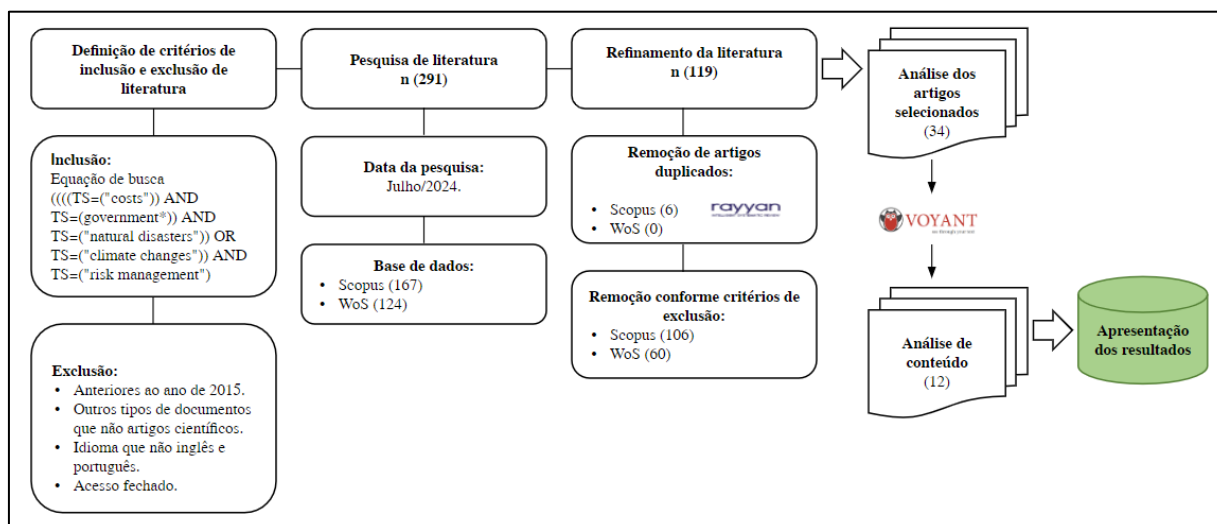 Definição de critérios de
inclusão e exclusão de
literatura
Inclusão:
Equação de busca
((((TS=("costs")) AND
TS=(government*)) AND
TS=("natural disasters")) OR
TS=("climate changes")) AND
TS=("risk management")
Exclusão:
• Anteriores ao ano de 2015.
• Outros tipos de documentos
que não artigos científicos.
• Idioma que não inglês e
português.
• Acesso fechado.
Pesquisa de literatura
n (291)
Data da pesquisa:
Julho/2024.
Base de dados:
• Scopus (167)
• WoS (124)
Refinamento da literatura
n (119)
Remoção de artigos
duplicados:
• Scopus (6)
• WoS (0)
rayyan
Remoção conforme critérios de
exclusão:
• Scopus (106)
• WoS (60)
Análise dos
artigos
selecionados
(34)
VOYANT
Análise de
conteúdo
(12)
Apresentação
dos resultados